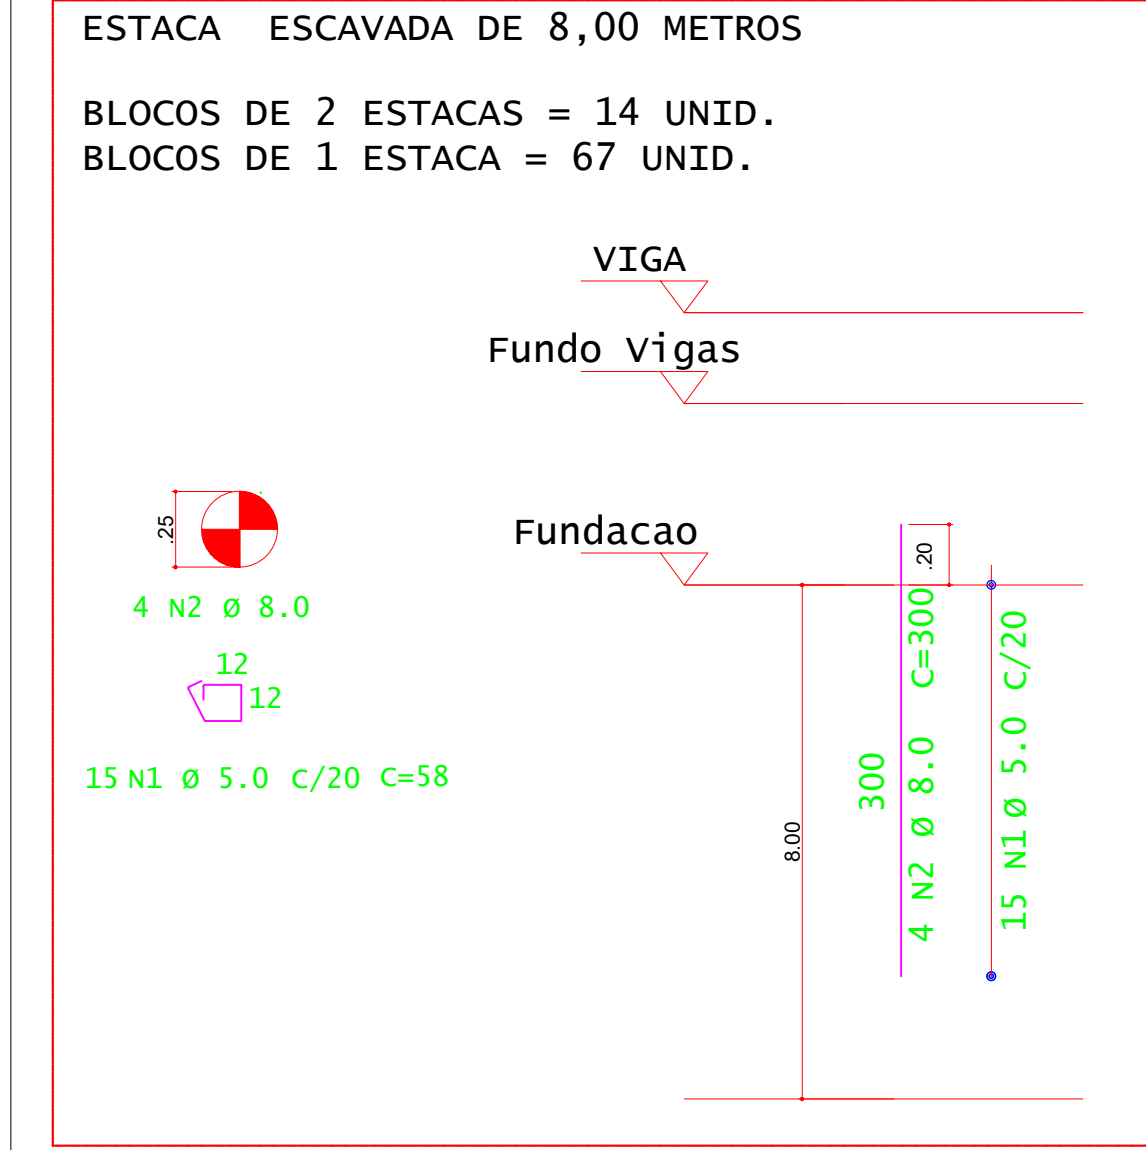 ESTACA  ESCAVADA DE 8,00 METROS
BLOCOS DE 2 ESTACAS = 14 UNID.
BLOCOS DE 1 ESTACA = 67 UNID.
VIGA
Fundo Vigas
.25
Fundacao
.20
4 N2 Ø 8.0
12
12
15 N1 Ø 5.0 C/20 C=58
8.00
300
4 N2 Ø 8.0  C=300
15 N1 Ø 5.0 C/20